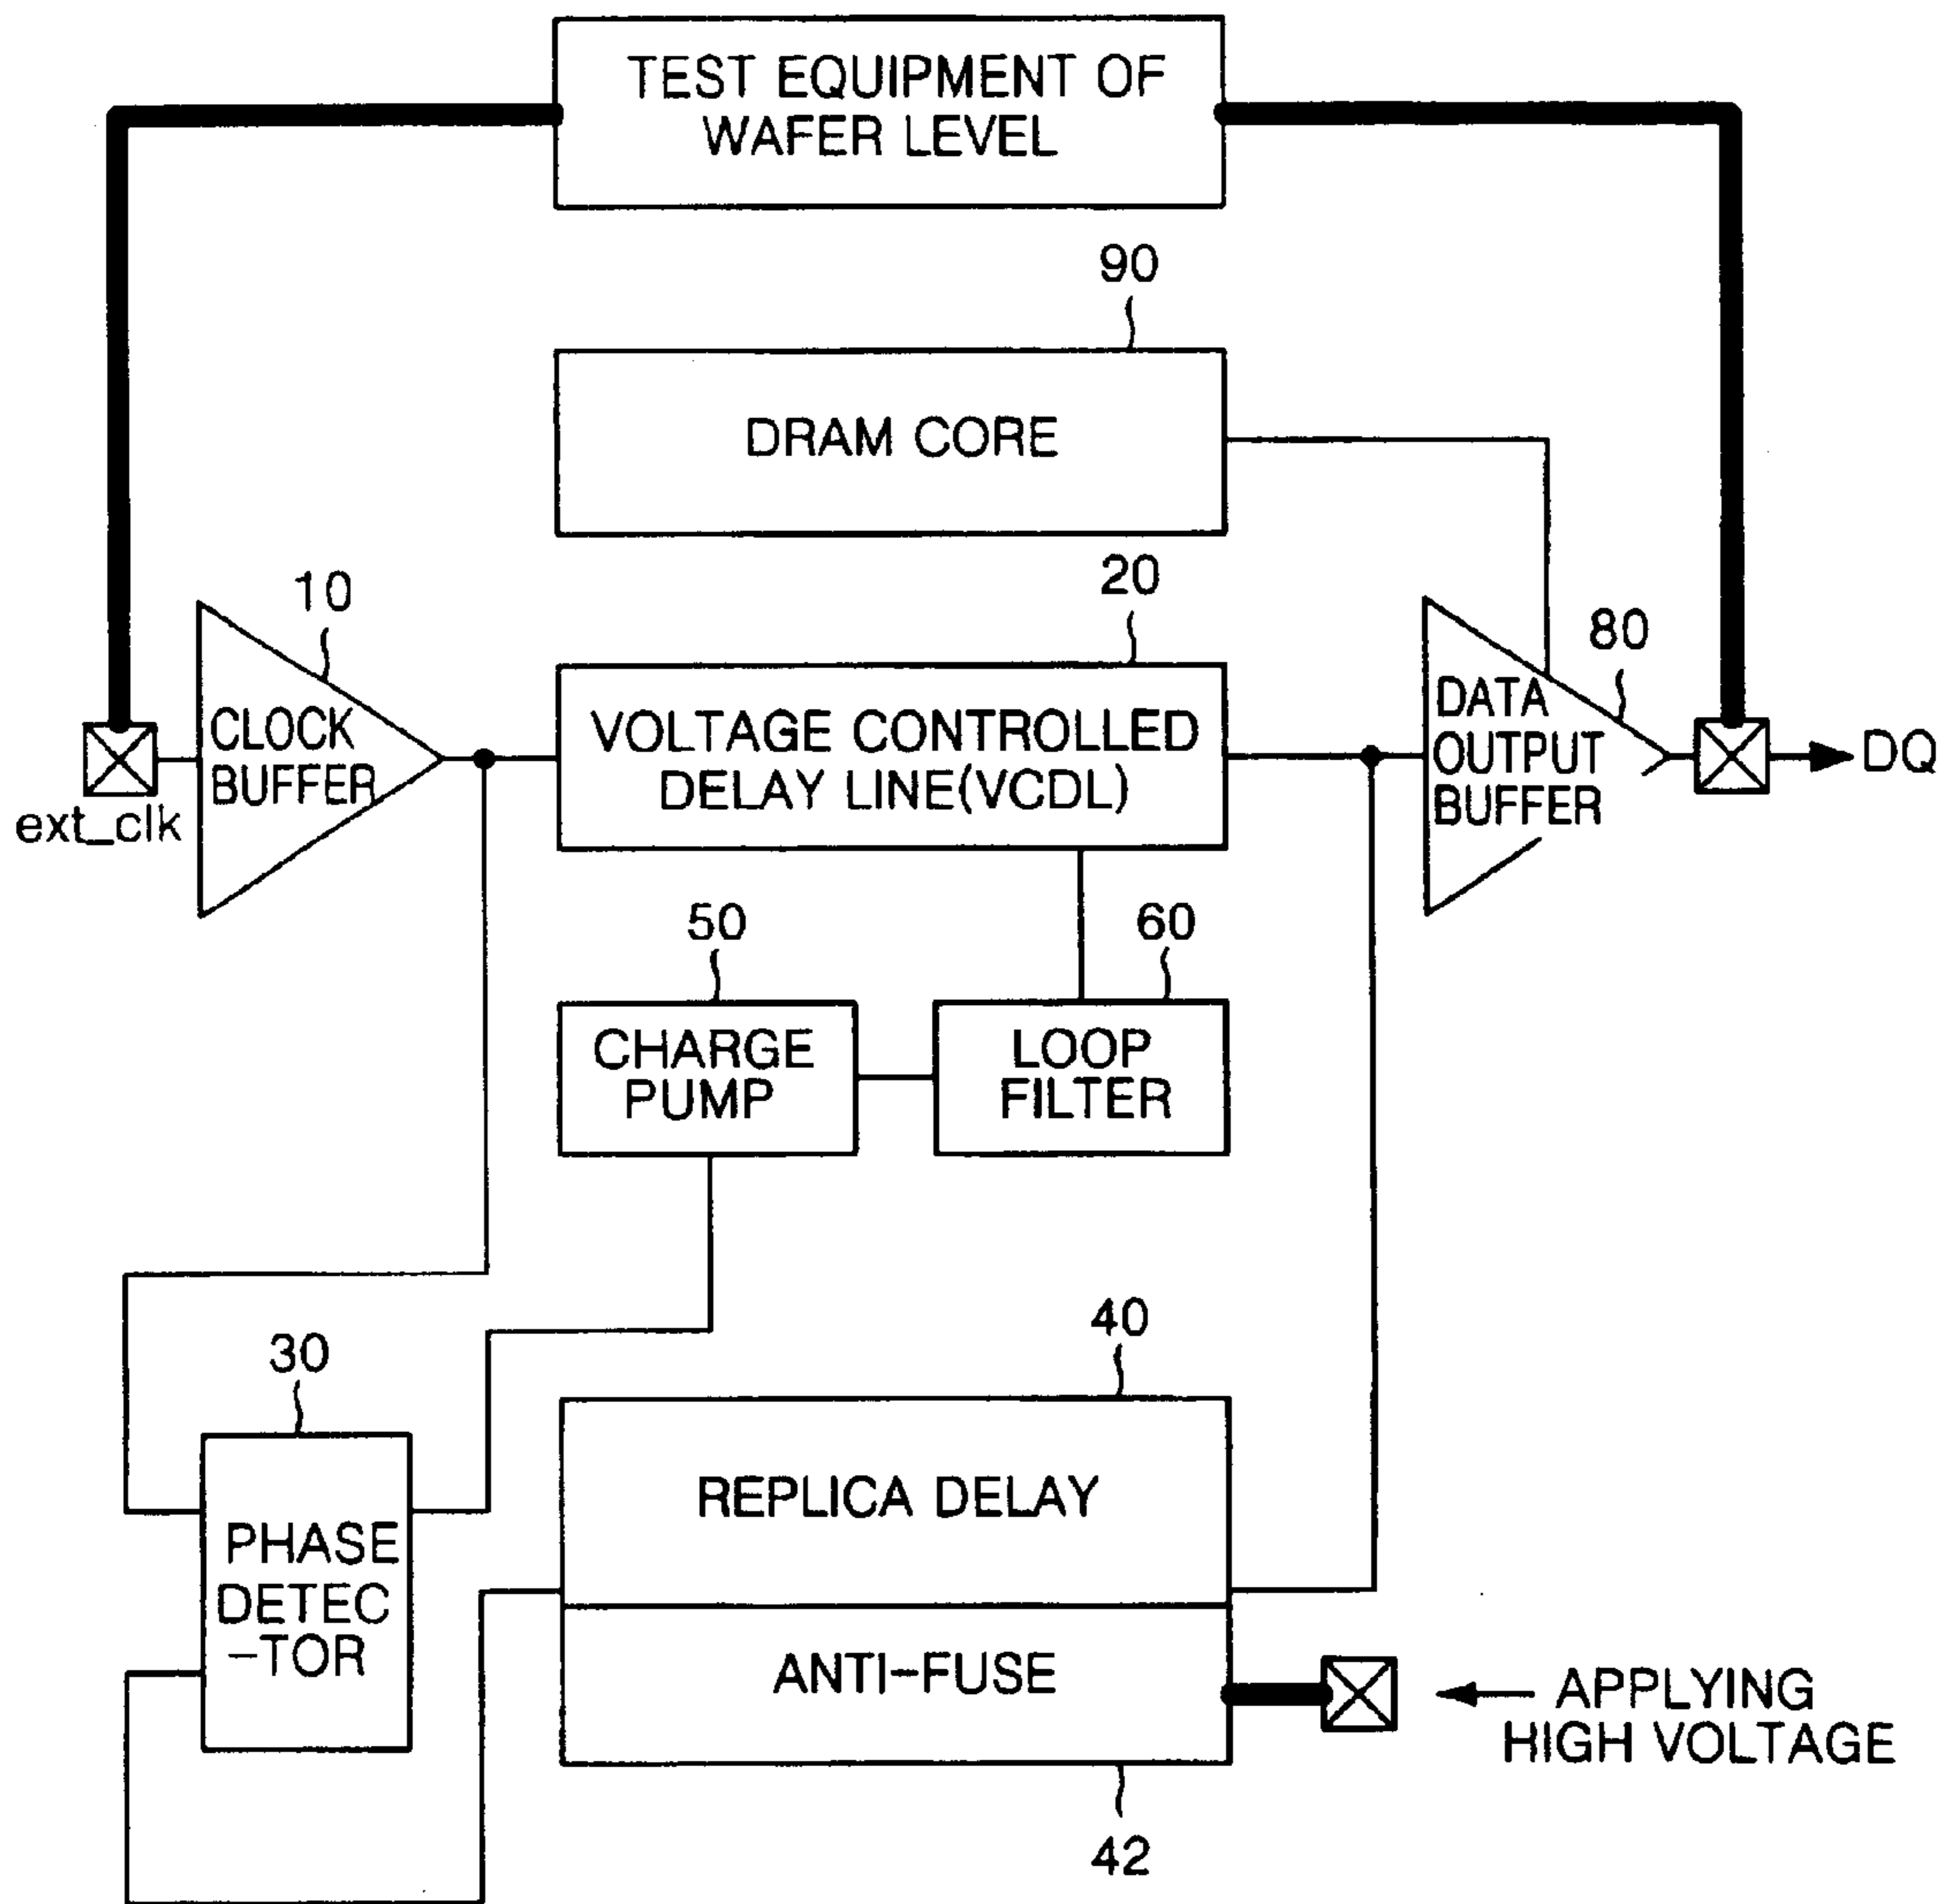 TEST EQUIPMENT OF
WAFER LEVEL
90
DRAM CORE
10
20
80
CLOCK
BUFFER
VOLTAGE CONTROLLED
DELAY LINE(VCDL)
DATA
OUTPUT
BUFFER
DQ
ext_clk
50
60
CHARGE
PUMP
LOOP
FILTER
30
40
PHASE
DETEC
-TOR
REPLICA DELAY
ANTI-FUSE
APPLYING
HIGH VOLTAGE
42